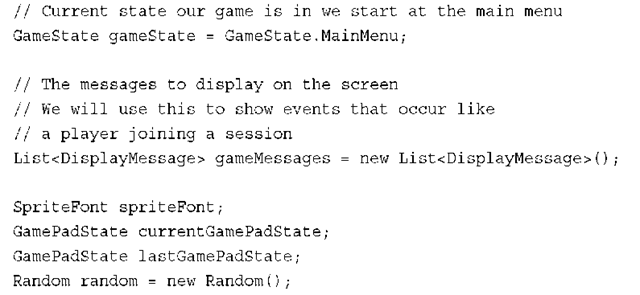 // Current state our game is in we start at the main menu
GameState gameState = GameState.MainMenu;
// The messages to display on the screen
// We will use this to show events that occur like
// a player joining a session
List<DisplayMessage> gameMessages = new List<DisplayMessage>();
SpriteFont spriteFont;
GamePadState currentGamePadState;
GamePadState lastGamePadState;
Random random = new Random();